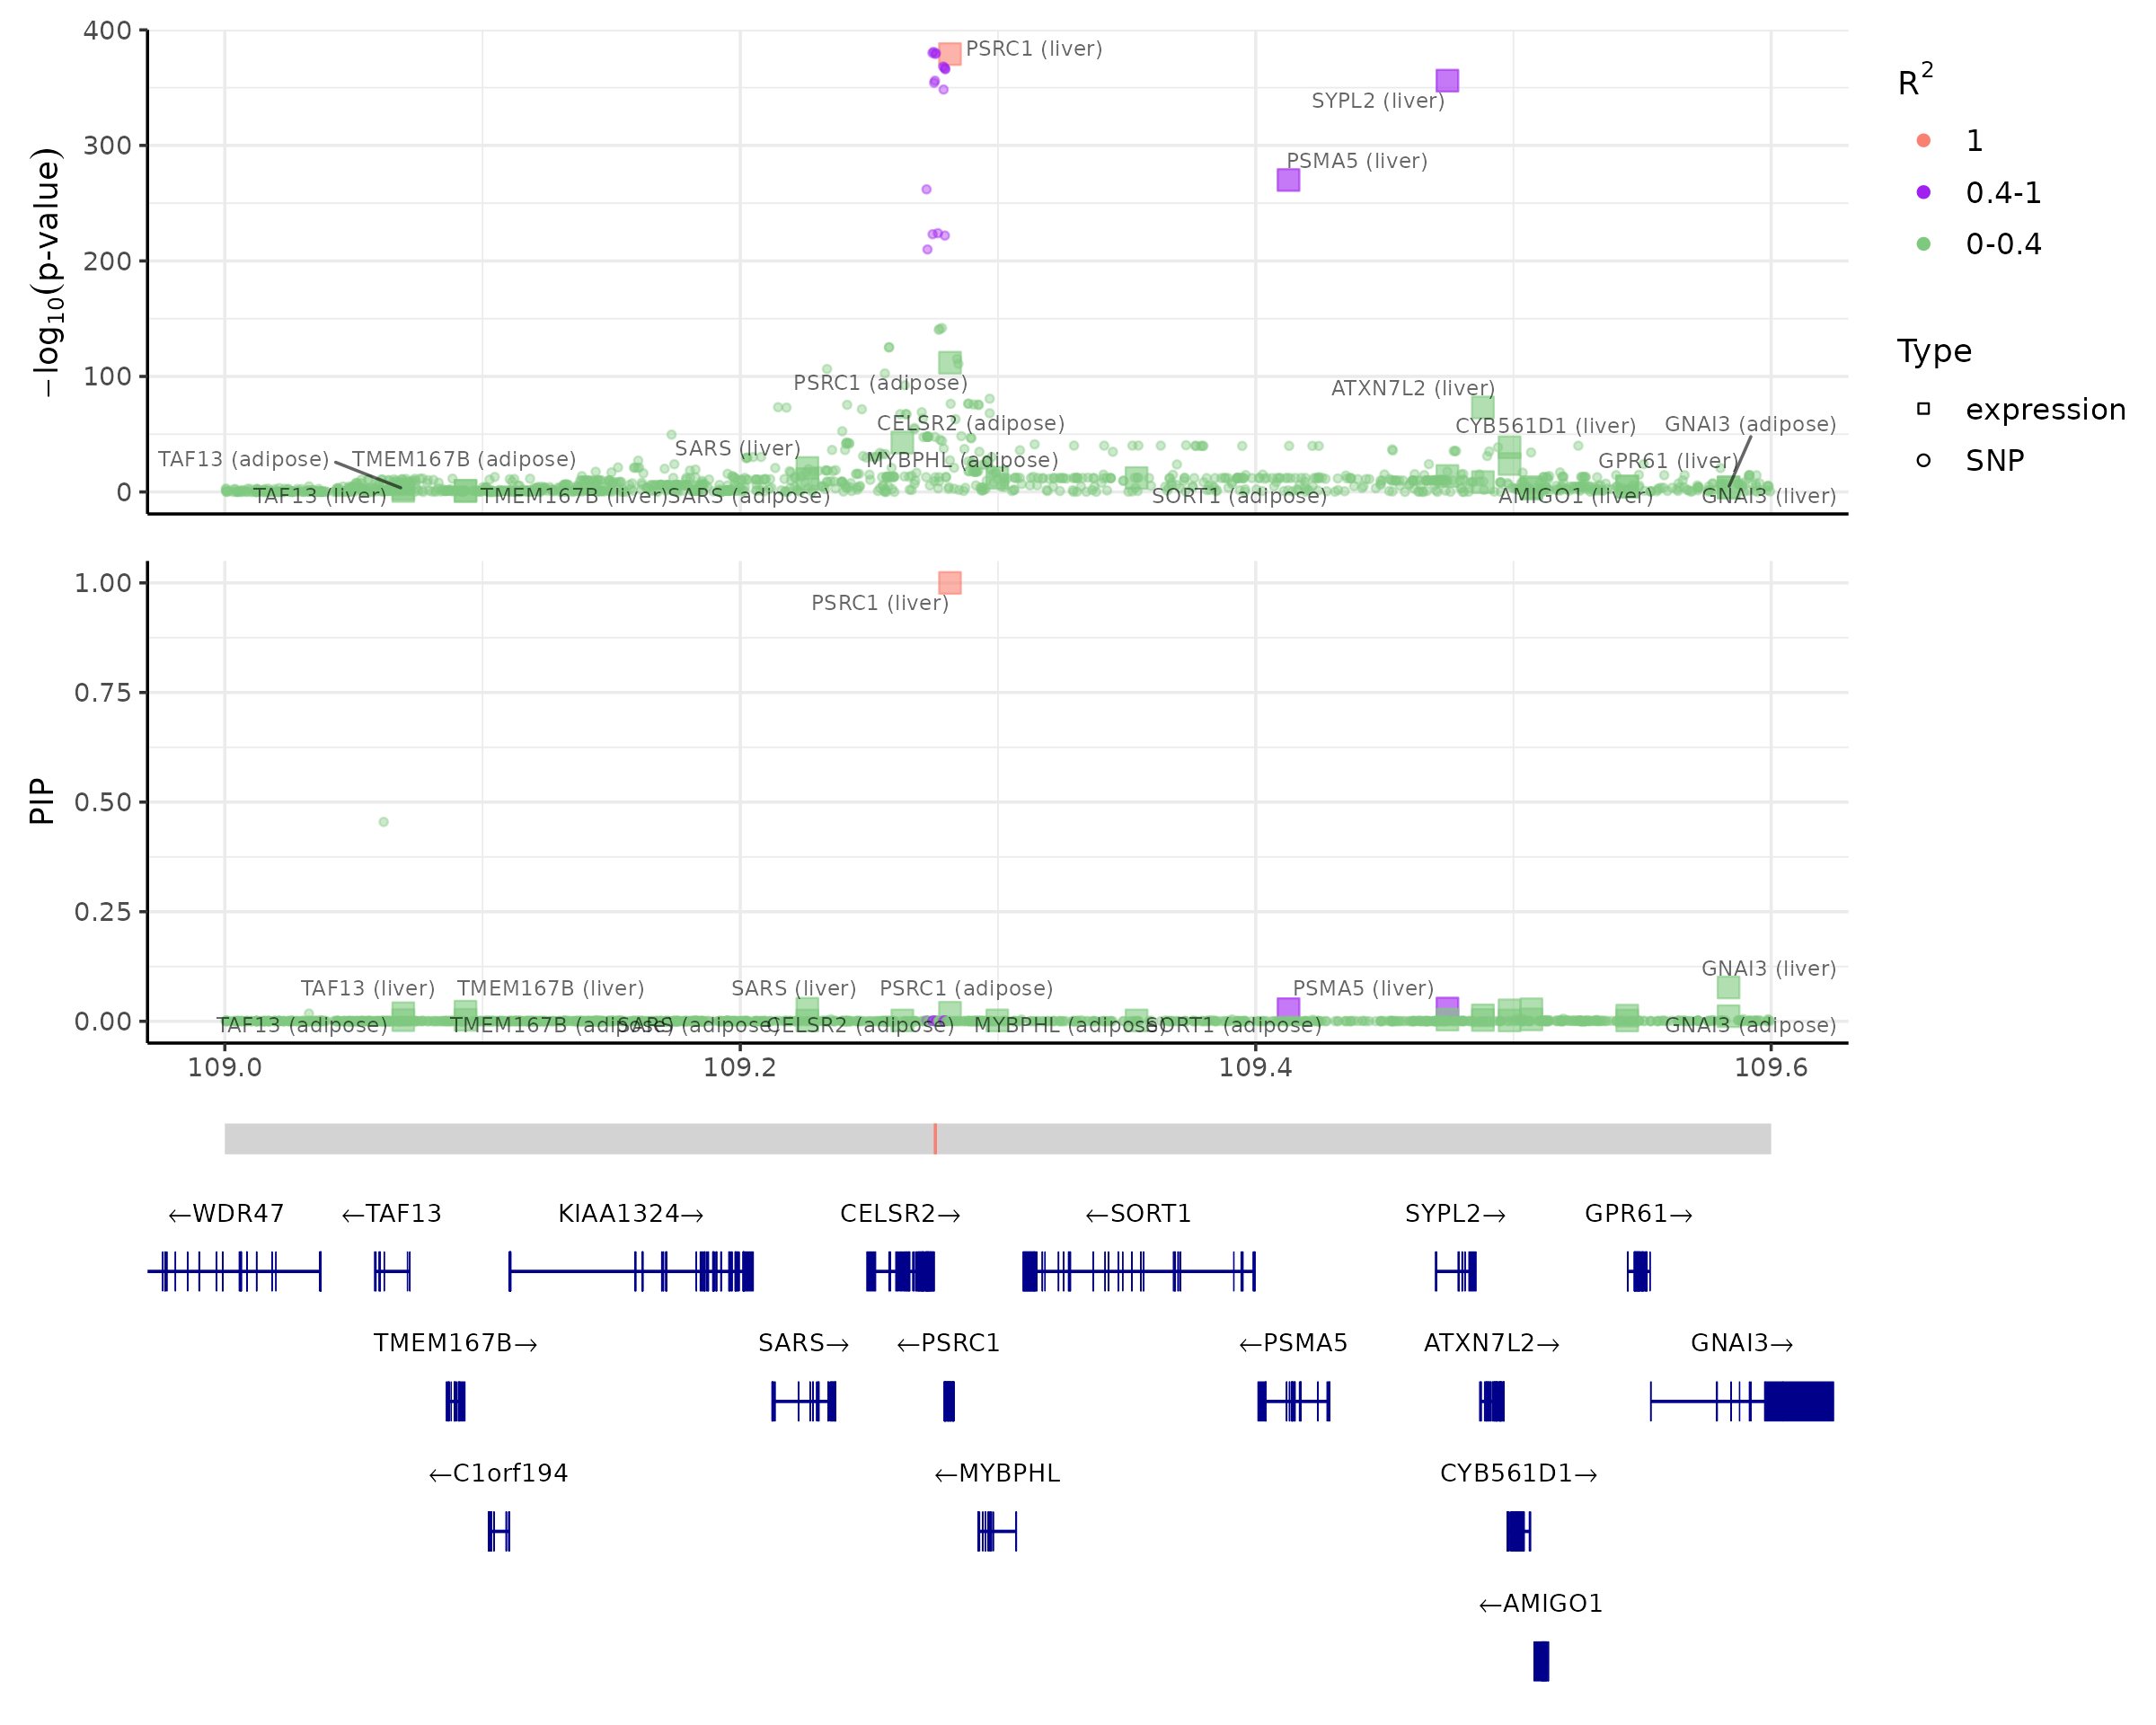 400
300
200
100
0
−log10(p-value)
PSRC1 (liver)
SYPL2 (liver)
PSMA5 (liver)
PSRC1 (adipose)
ATXN7L2 (liver)
CELSR2 (adipose)
CYB561D1 (liver)
GNAI3 (adipose)
SARS (liver)
TAF13 (adipose)
TMEM167B (adipose)
MYBPHL (adipose)
GPR61 (liver)
TAF13 (liver)
TMEM167B (liver)
SARS (adipose)
SORT1 (adipose)
AMIGO1 (liver)
GNAI3 (liver)
R2
1
0.4-1
0-0.4
Type
expression
SNP
1.00
0.75
0.50
0.25
0.00
PIP
PSRC1 (liver)
GNAI3 (liver)
TAF13 (liver)
TMEM167B (liver)
SARS (liver)
PSRC1 (adipose)
PSMA5 (liver)
TAF13 (adipose)
TMEM167B (adipose)
SARS (adipose)
CELSR2 (adipose)
MYBPHL (adipose)
SORT1 (adipose)
GNAI3 (adipose)
109.0 109.2 109.4 109.6
←WDR47 ←TAF13 KIAA1324→ CELSR2→ ←SORT1 SYPL2→ GPR61→
TMEM167B→ SARS→ ←PSRC1 ←PSMA5 ATXN7L2→ GNAI3→
←C1orf194 ←MYBPHL CYB561D1→
←AMIGO1